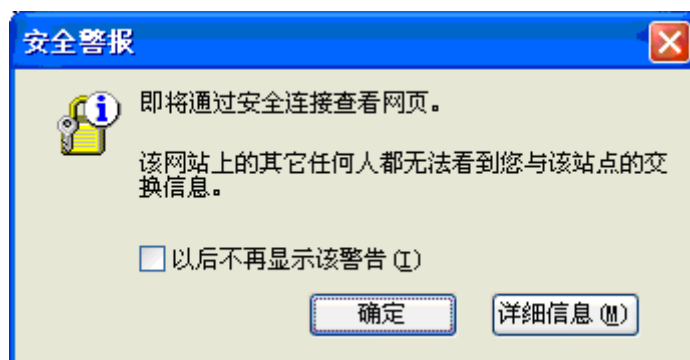 安全警报
即将通过安全连接查看网页。
该网站上的其它任何人都无法看到您与该站点的交
换信息。
以后不再显示该警告(I)
确定
详细信息(M)